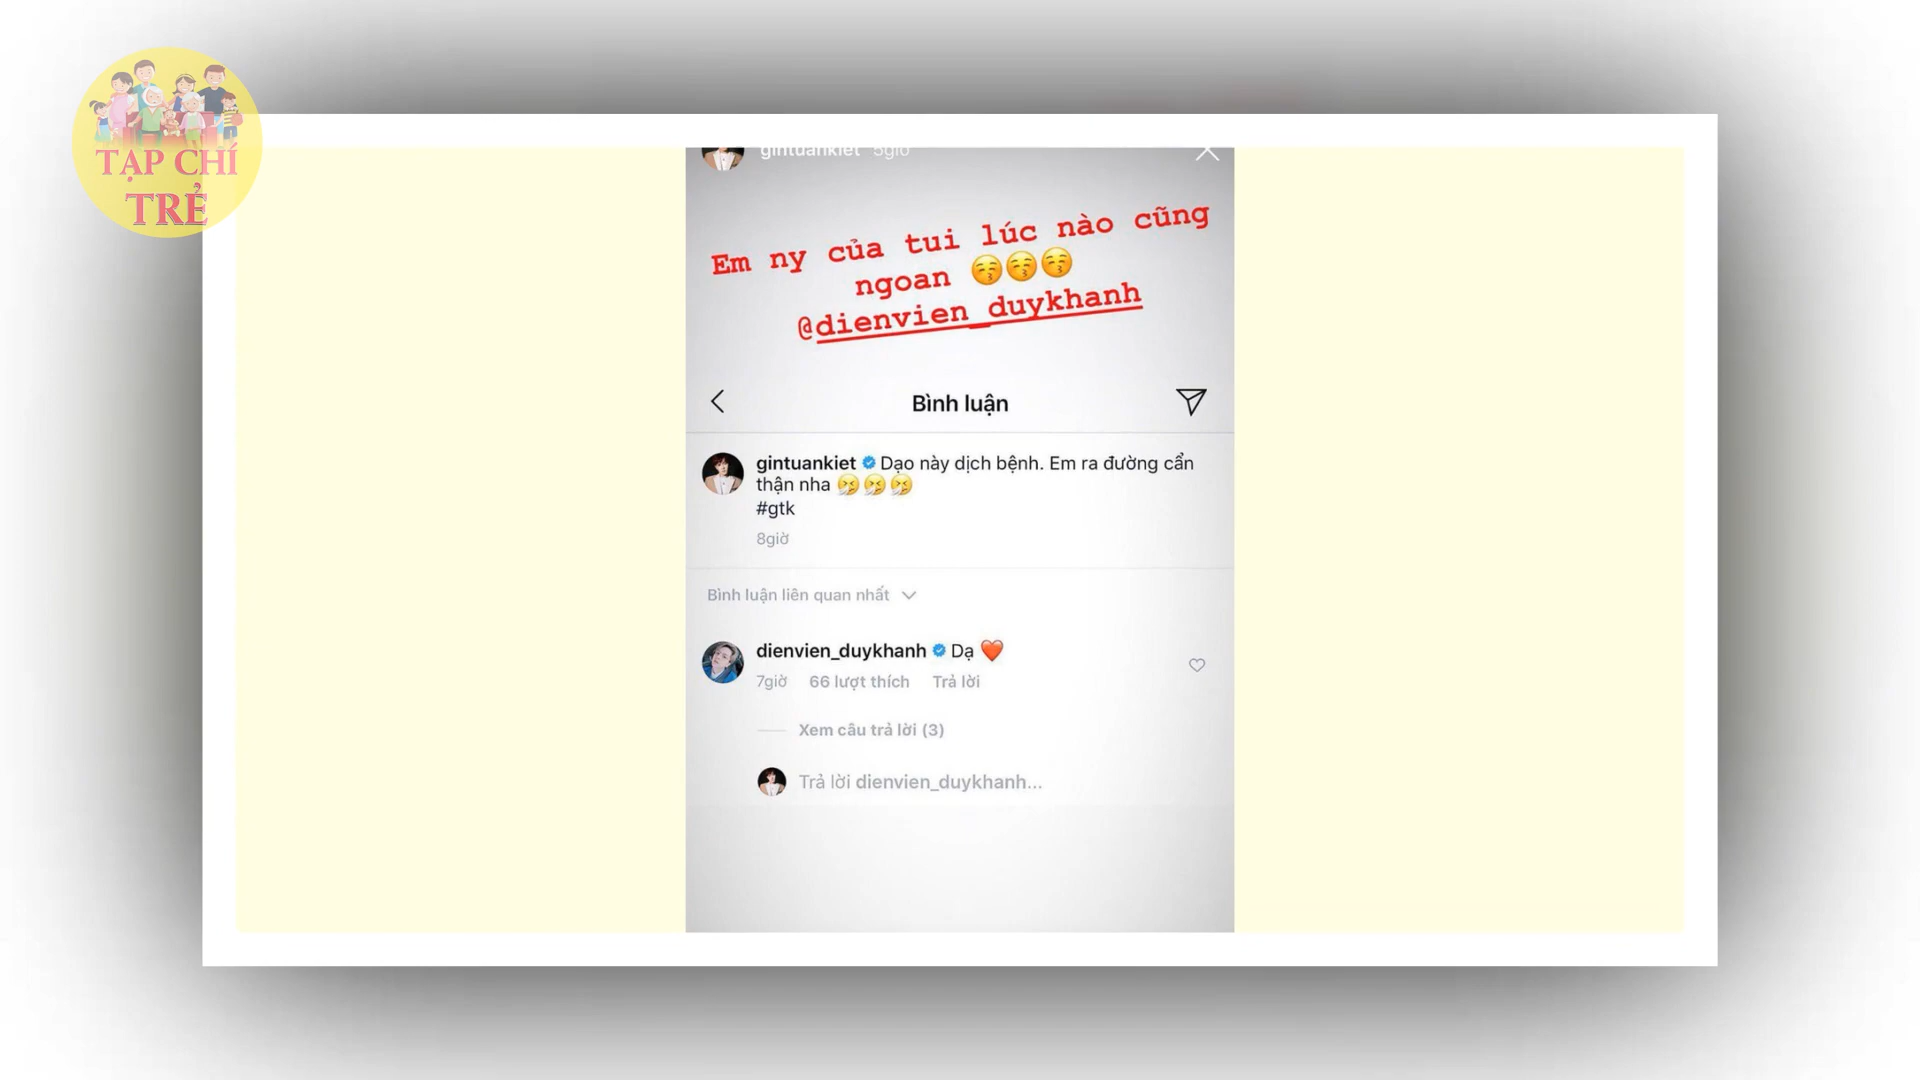 TẠP CHÍ
TRẺ
gintuankiet 5giờ
Em ny của tui lúc nào cũng
ngoan 😚😚😚
@dienvien_duykhanh
Bình luận
gintuankiet Dạo này dịch bệnh. Em ra đường cẩn
thận nha 🤧🤧🤧
#gtk
8giờ
Bình luận liên quan nhất
dienvien_duykhanh Dạ ❤️
7giờ 66 lượt thích Trả lời
Xem câu trả lời (3)
Trả lời dienvien_duykhanh...